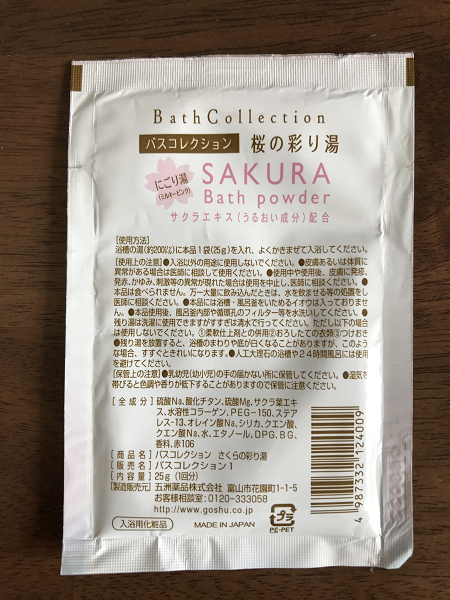 BathCollection
バスコレクション 桜の彩り湯
にごり湯
(ミルキーピンク)
SAKURA
Bath powder
サクラエキス(うるおい成分)配合
[使用方法]
浴槽の湯(約200ℓ)に本品1袋(25g)を入れ、よくかきまぜて入浴してください。
[使用上の注意]●入浴以外の用途に使用しないでください。●皮膚あるいは体質に
異常がある場合は医師に相談して使用ください。●使用中や使用後、皮膚に発疹、
発赤、かゆみ、刺激等の異常が現れた場合は使用を中止し、医師に相談ください。●
本品は食べられません。万一大量に飲み込んだときは、水を飲ませる等の処置をし
医師に相談ください。●本品には浴槽・風呂釜をいためるイオウは入っておりませ
ん。●本品使用後、風呂釜内部や循環孔のフィルター等を水洗いしてください。●
残り湯は洗濯に使用できますがすすぎは清水で行ってください。ただし以下の場合
は使用しないでください。①柔軟仕上剤との併用②おろしたての衣類③つけおき
●残り湯を放置すると、浴槽のまわりや底が白くなることがありますが、このよう
な場合、すすぐときれいになります。●人工大理石の浴槽や24時間風呂には使用
を避けてください。
[保管上の注意]●乳幼児(幼小児)の手の届かない所に保管してください。●湿気を
帯びると色調や香りが低下することがありますので保管に注意ください。
[全成分]硫酸Na、酸化チタン、硫酸Mg、サクラ葉エキ
ス、水溶性コラーゲン、PEG-150、ステア
レス-13、オレイン酸Na、シリカ、クエン酸、
クエン酸Na、水、エタノール、DPG、BG、
香料、赤106
[商品名]バスコレクション さくらの彩り湯
[販売名]バスコレクション1
[内容量]25g(1回分)
[製造販売元]五洲薬品株式会社 富山市花園町1-1-5
お客様相談室:0120-333058
http://www.goshu.co.jp/
入浴用化粧品
MADE IN JAPAN
プラ
PE・PET
4 987332 124009